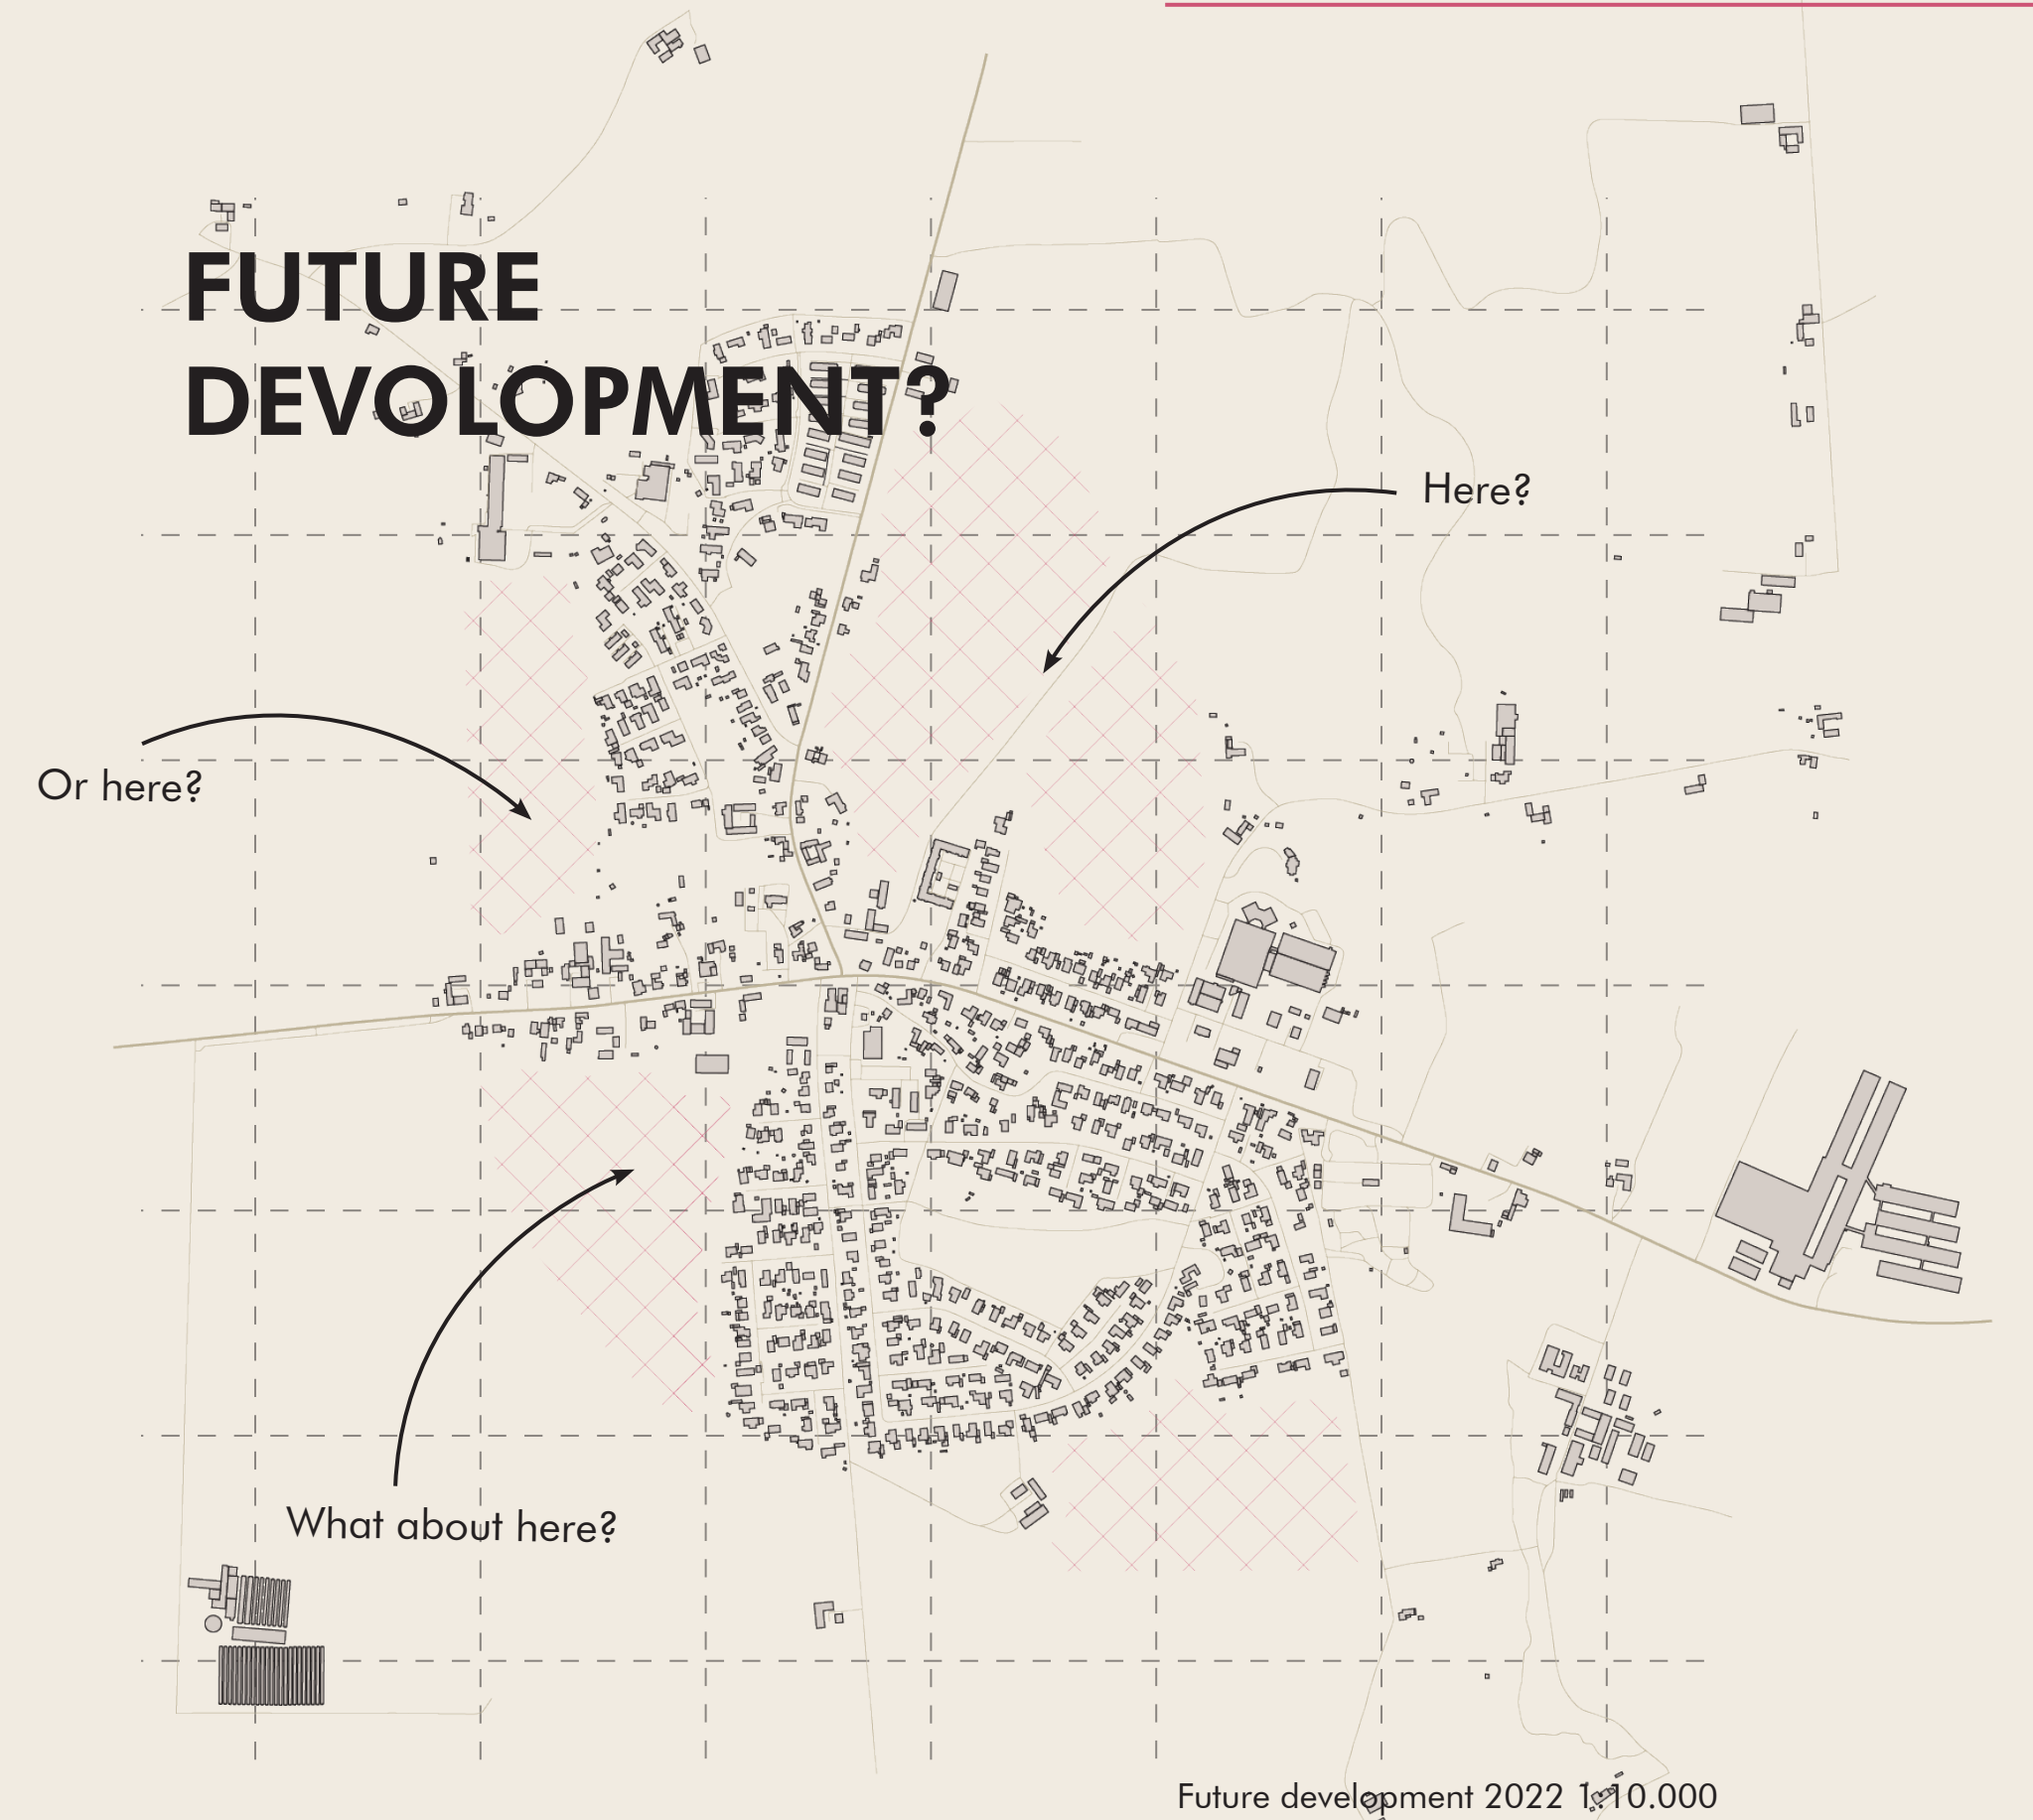 FUTURE
DEVOLOPMENT?
Here?
Or here?
What about here?
Future development 2022 1:10.000